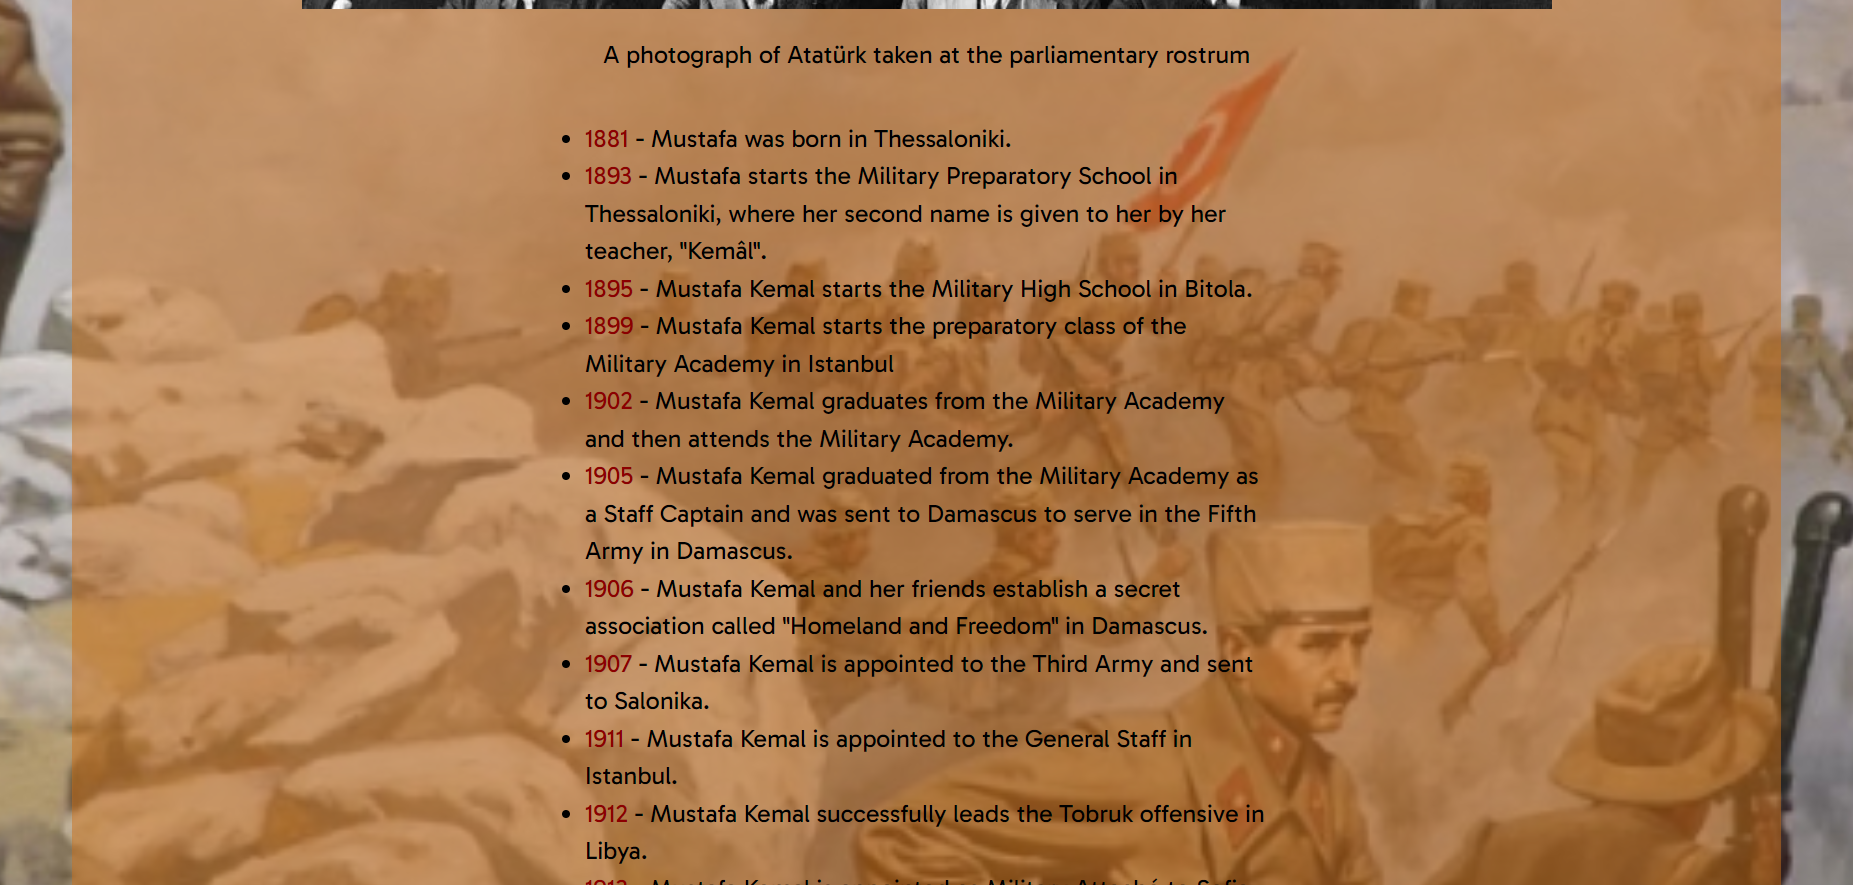 A photograph of Atatürk taken at the parliamentary rostrum
1881 - Mustafa was born in Thessaloniki.
1893 - Mustafa starts the Military Preparatory School in
Thessaloniki, where her second name is given to her by her
teacher, "Kemâl".
1895 - Mustafa Kemal starts the Military High School in Bitola.
1899 - Mustafa Kemal starts the preparatory class of the
Military Academy in Istanbul
1902 - Mustafa Kemal graduates from the Military Academy
and then attends the Military Academy.
1905 - Mustafa Kemal graduated from the Military Academy as
a Staff Captain and was sent to Damascus to serve in the Fifth
Army in Damascus.
1906 - Mustafa Kemal and her friends establish a secret
association called "Homeland and Freedom" in Damascus.
1907 - Mustafa Kemal is appointed to the Third Army and sent
to Salonika.
1911 - Mustafa Kemal is appointed to the General Staff in
Istanbul.
1912 - Mustafa Kemal successfully leads the Tobruk offensive in
Libya.